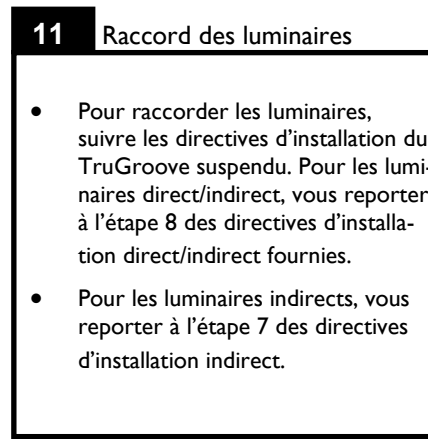 11 Raccord des luminaires
• Pour raccorder les luminaires,
suivre les directives d'installation du
TruGroove suspendu. Pour les lumi-
naires direct/indirect, vous reporter
à l'étape 8 des directives d'installa-
tion direct/indirect fournies.
• Pour les luminaires indirects, vous
reporter à l'étape 7 des directives
d'installation indirect.